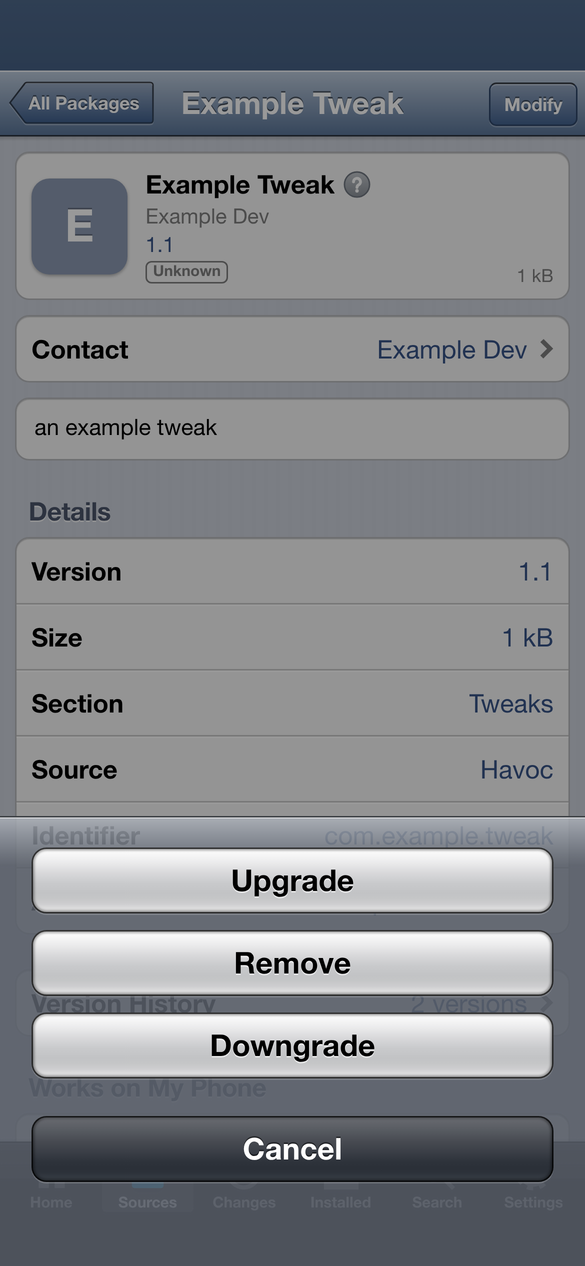 All Packages
Example Tweak
Modify
E
Example Tweak ?
Example Dev
1.1
Unknown
1 kB
Contact Example Dev
an example tweak
Details
Version 1.1
Size 1 kB
Section Tweaks
Source Havoc
Identifier com.example.tweak
Upgrade
Remove
Version History 2 versions
Downgrade
Works on My Phone
Cancel
Home Sources Changes Installed Search Settings